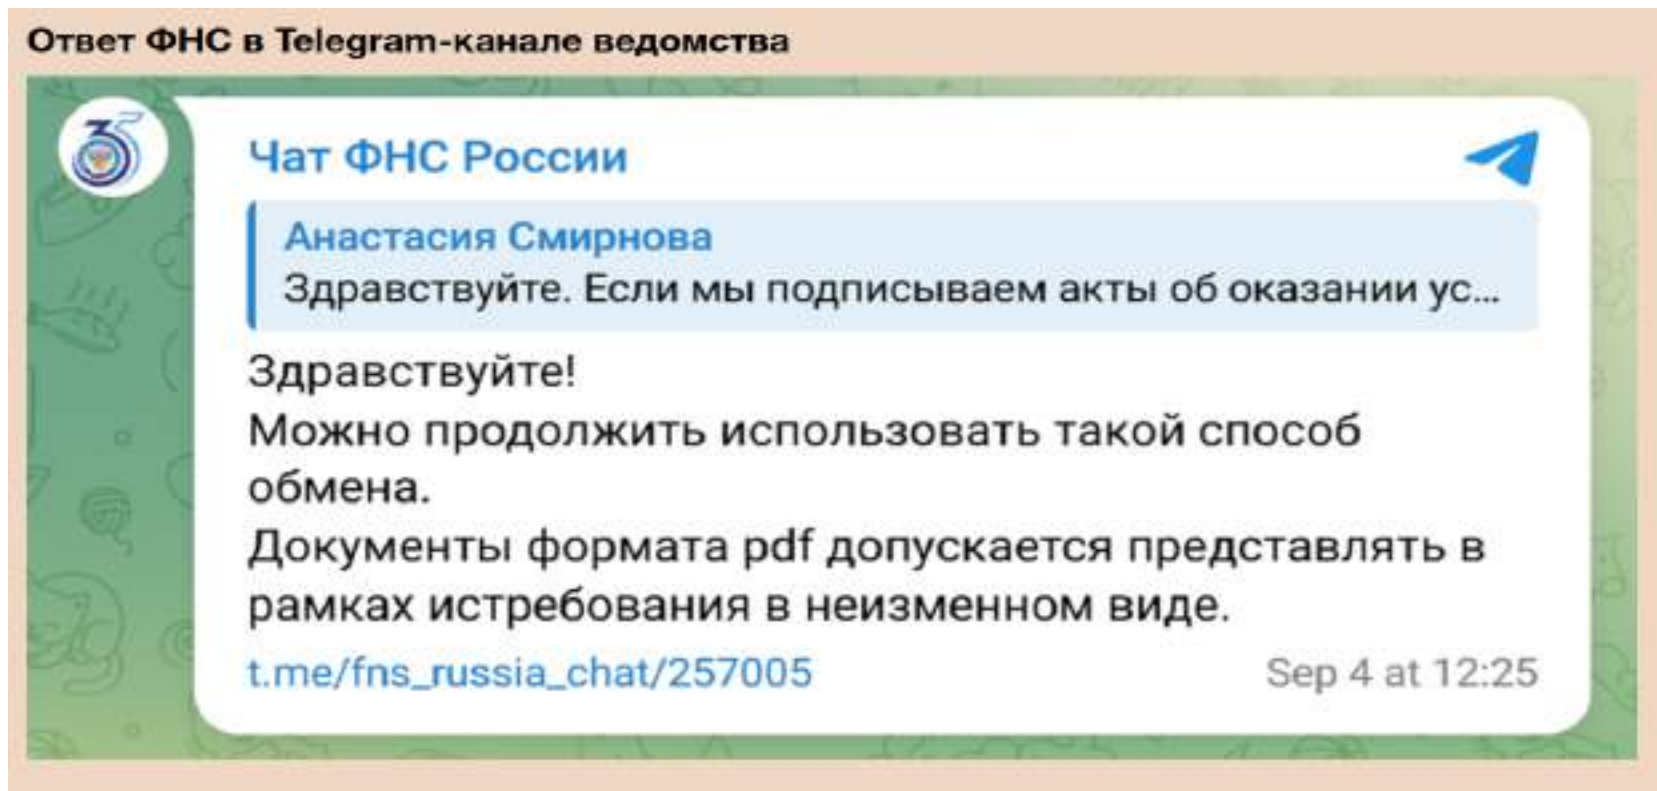 Ответ ФНС в Telegram-канале ведомства
35
Чат ФНС России
Анастасия Смирнова
Здравствуйте. Если мы подписываем акты об оказании ус...
Здравствуйте!
Можно продолжить использовать такой способ
обмена.
Документы формата pdf допускается представлять в
рамках истребования в неизменном виде.
t.me/fns_russia_chat/257005
Sep 4 at 12:25